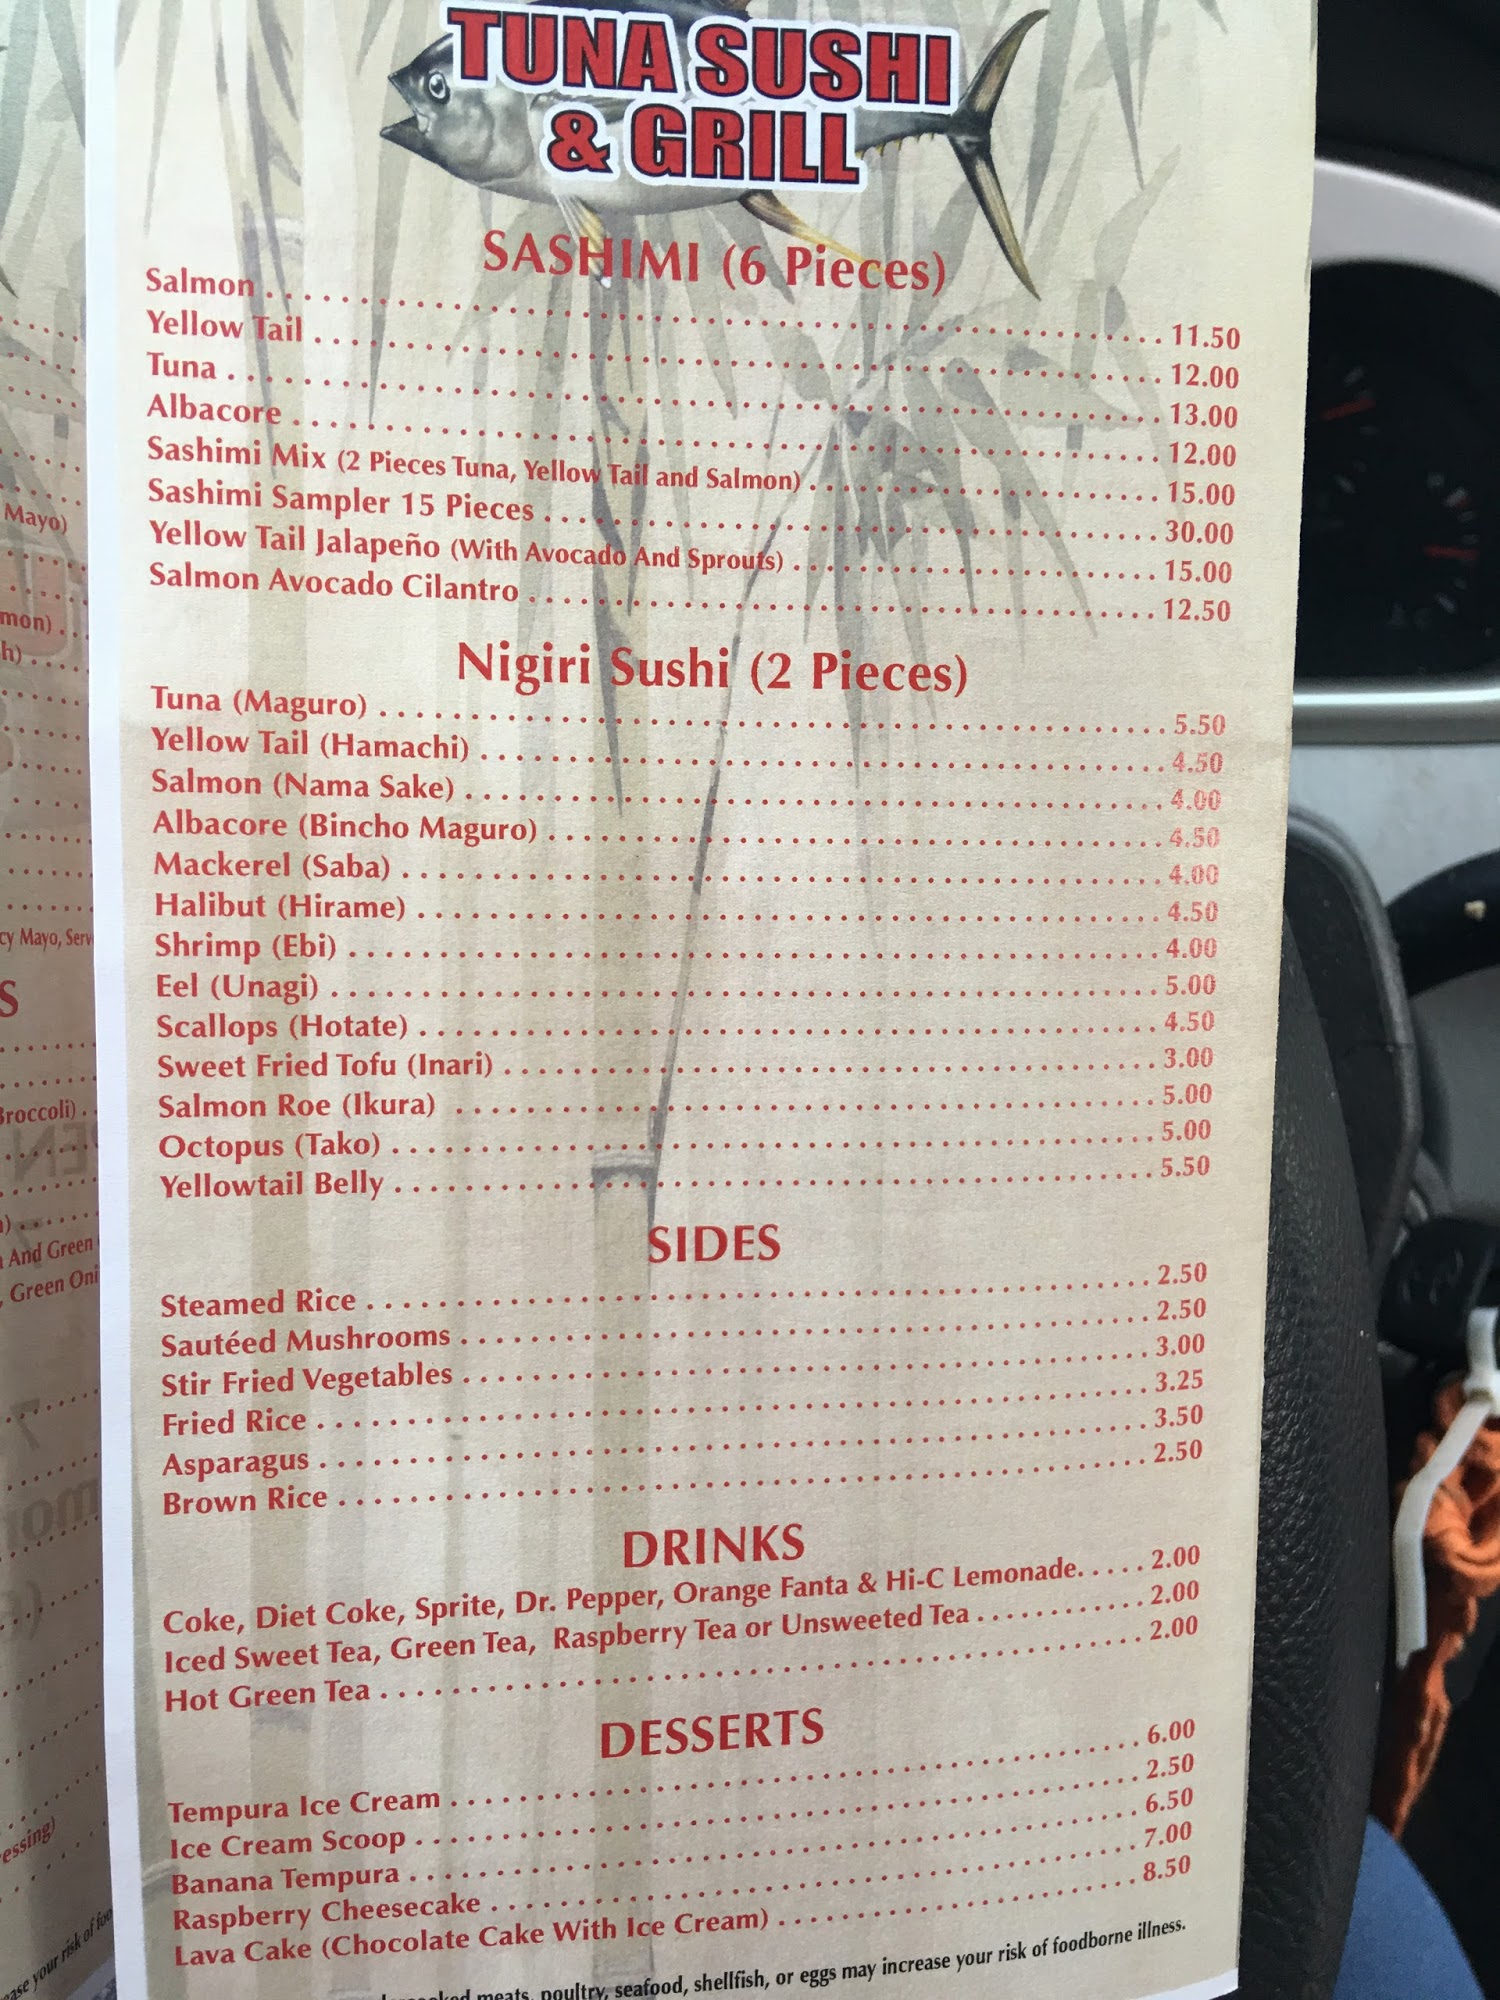 TUNA SUSHI
& GRILL
SASHIMI (6 Pieces)
Salmon 11.50
Yellow Tail 12.00
Tuna 13.00
Albacore 12.00
Sashimi Mix (2 Pieces Tuna, Yellow Tail and Salmon) 15.00
Sashimi Sampler 15 Pieces 30.00
Yellow Tail Jalapeño (With Avocado And Sprouts) 15.00
Salmon Avocado Cilantro 12.50
Nigiri Sushi (2 Pieces)
Tuna (Maguro) 5.50
Yellow Tail (Hamachi) 4.50
Salmon (Nama Sake) 4.00
Albacore (Bincho Maguro) 4.50
Mackerel (Saba) 4.00
Halibut (Hirame) 4.50
Shrimp (Ebi) 4.00
Eel (Unagi) 5.00
Scallops (Hotate) 4.50
Sweet Fried Tofu (Inari) 3.00
Salmon Roe (Ikura) 5.00
Octopus (Tako) 5.00
Yellowtail Belly 5.50
SIDES
Steamed Rice 2.50
Sautéed Mushrooms 2.50
Stir Fried Vegetables 3.00
Fried Rice 3.25
Asparagus 3.50
Brown Rice 2.50
DRINKS
Coke, Diet Coke, Sprite, Dr. Pepper, Orange Fanta & Hi-C Lemonade 2.00
Iced Sweet Tea, Green Tea, Raspberry Tea or Unsweeted Tea 2.00
Hot Green Tea 2.00
DESSERTS
Tempura Ice Cream 6.00
Ice Cream Scoop 2.50
Banana Tempura 6.50
Raspberry Cheesecake 7.00
Lava Cake (Chocolate Cake With Ice Cream) 8.50
meats, poultry, seafood, shellfish, or eggs may increase your risk of foodborne illness.
Mayo)
mon)
h)
cy Mayo, Serv
S
Broccoli)
And Green
, Green Oni
essing)
ease your risk of foo